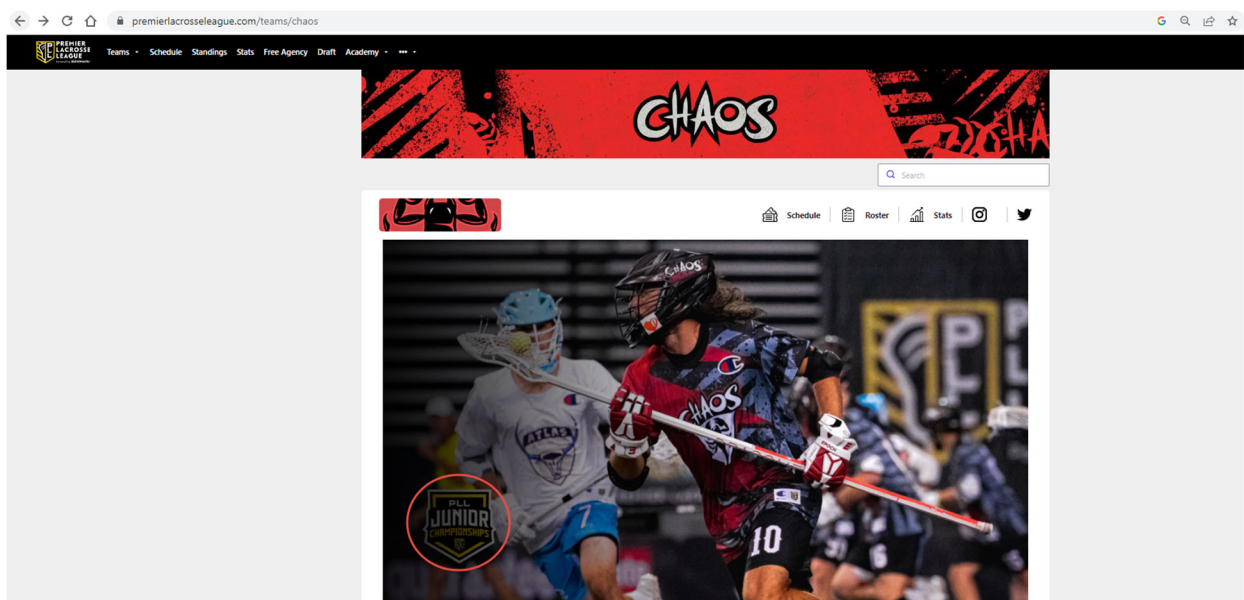 premierlacrosseleague.com/teams/chaos
PREMIER
LACROSSE
LEAGUE
Teams Schedule Standings Stats Free Agency Draft Academy
CHAOS
Search
Schedule Roster Stats
CHAOS
CHAOS
ATLAS
EPOCH
PLL
JUNIOR
CHAMPIONSHIPS
7
10